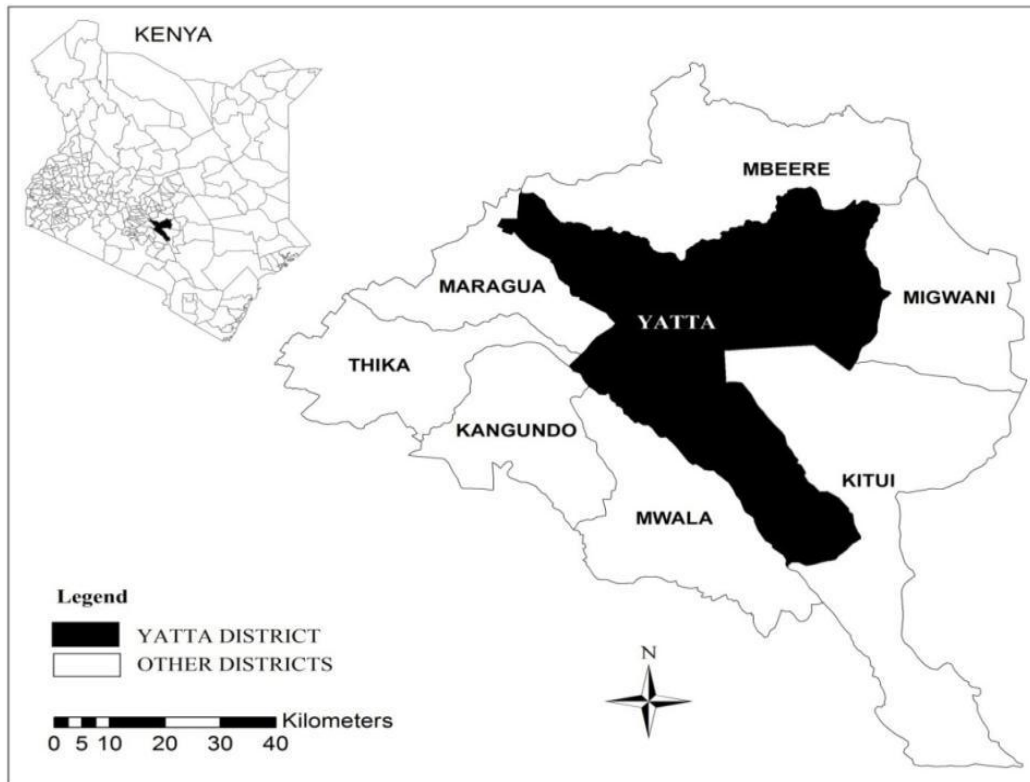 KENYA
MBEERE
MARAGUA
MIGWANI
YATTA
THIKA
KANGUNDO
KITUI
MWALA
Legend
YATTA DISTRICT
OTHER DISTRICTS
N
Kilometers
0 5 10 20 30 40